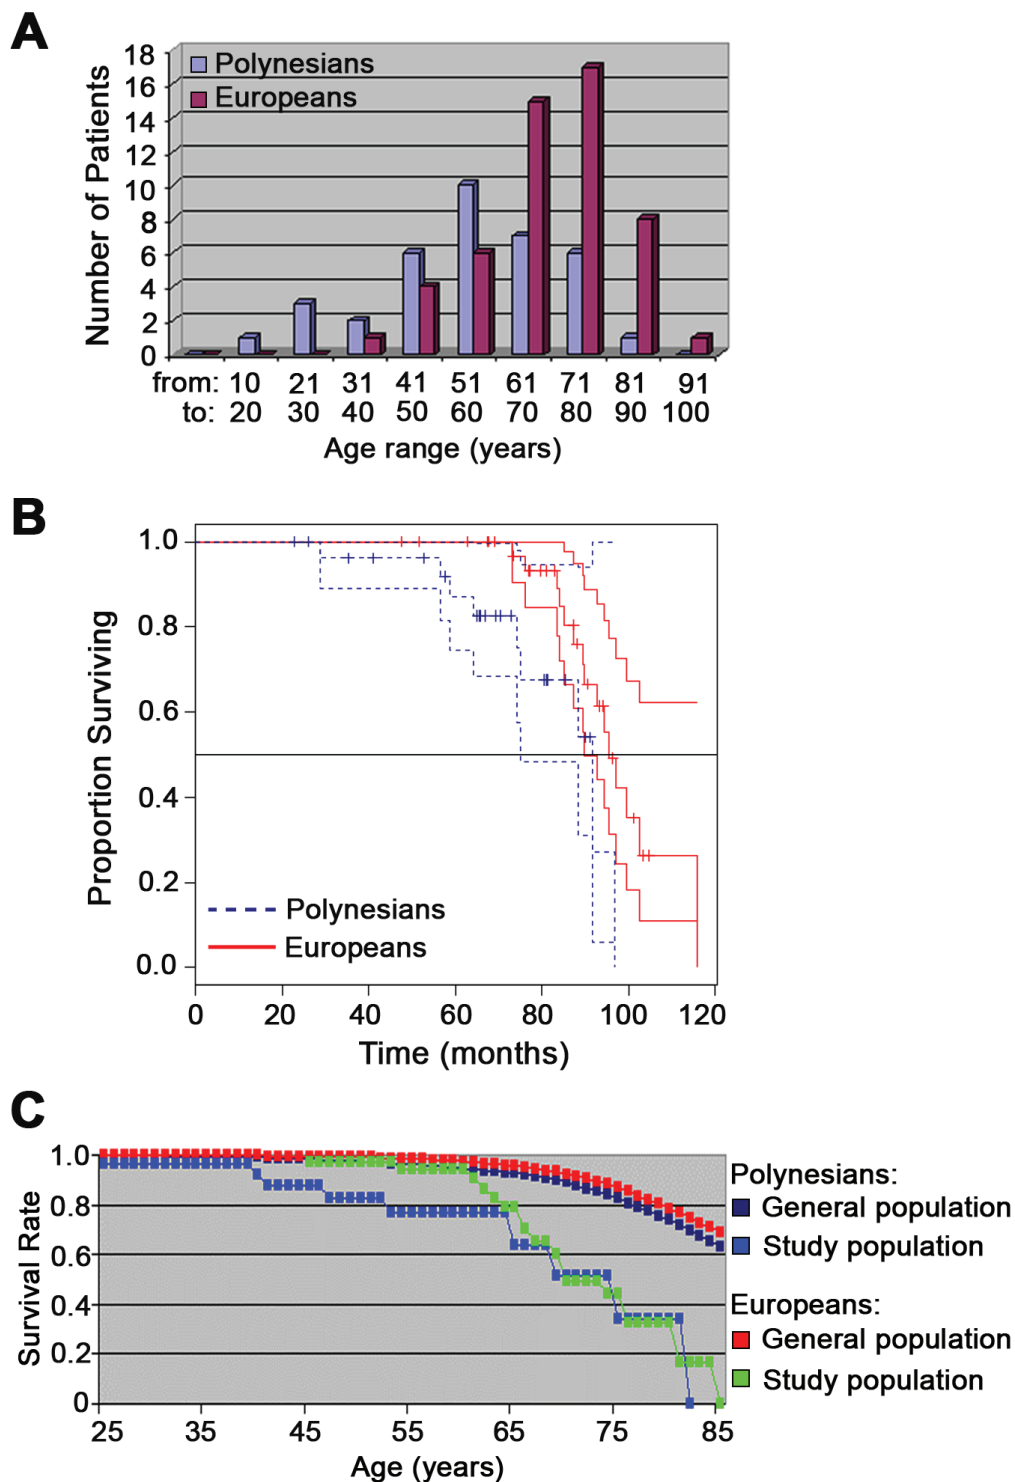 A
Number of Patients
18
16
14
12
10
8
6
4
2
0
Polynesians
Europeans
from: 10 21 31 41 51 61 71 81 91
to: 20 30 40 50 60 70 80 90 100
Age range (years)
B
Proportion Surviving
1.0
0.8
0.6
0.4
0.2
0.0
Polynesians
Europeans
0 20 40 60 80 100 120
Time (months)
C
Survival Rate
1.0
0.8
0.6
0.4
0.2
0
25 35 45 55 65 75 85
Age (years)
Polynesians:
General population
Study population
Europeans:
General population
Study population